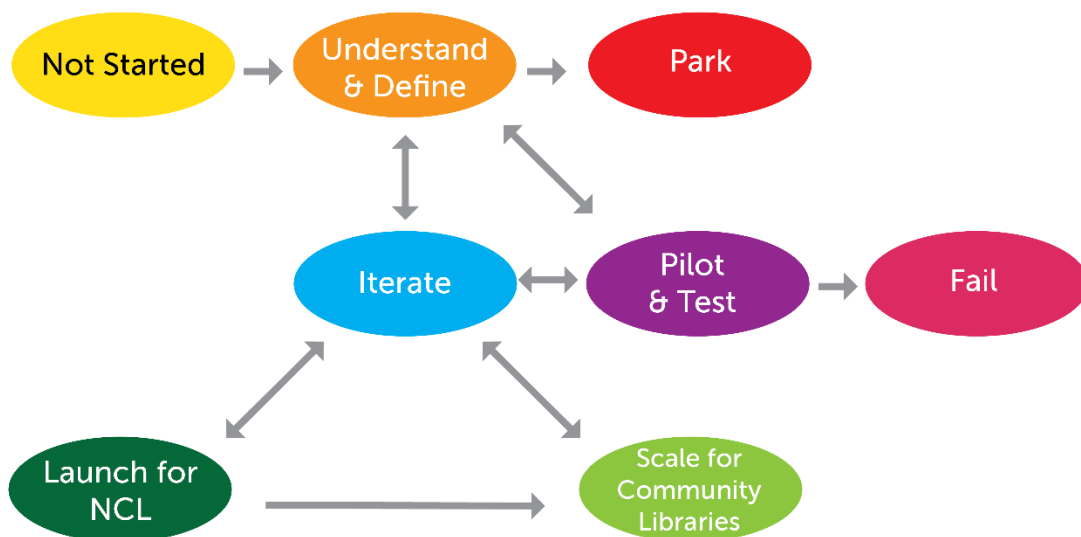 Not Started
Understand
& Define
Park
Iterate
Pilot
& Test
Fail
Launch for
NCL
Scale for
Community
Libraries